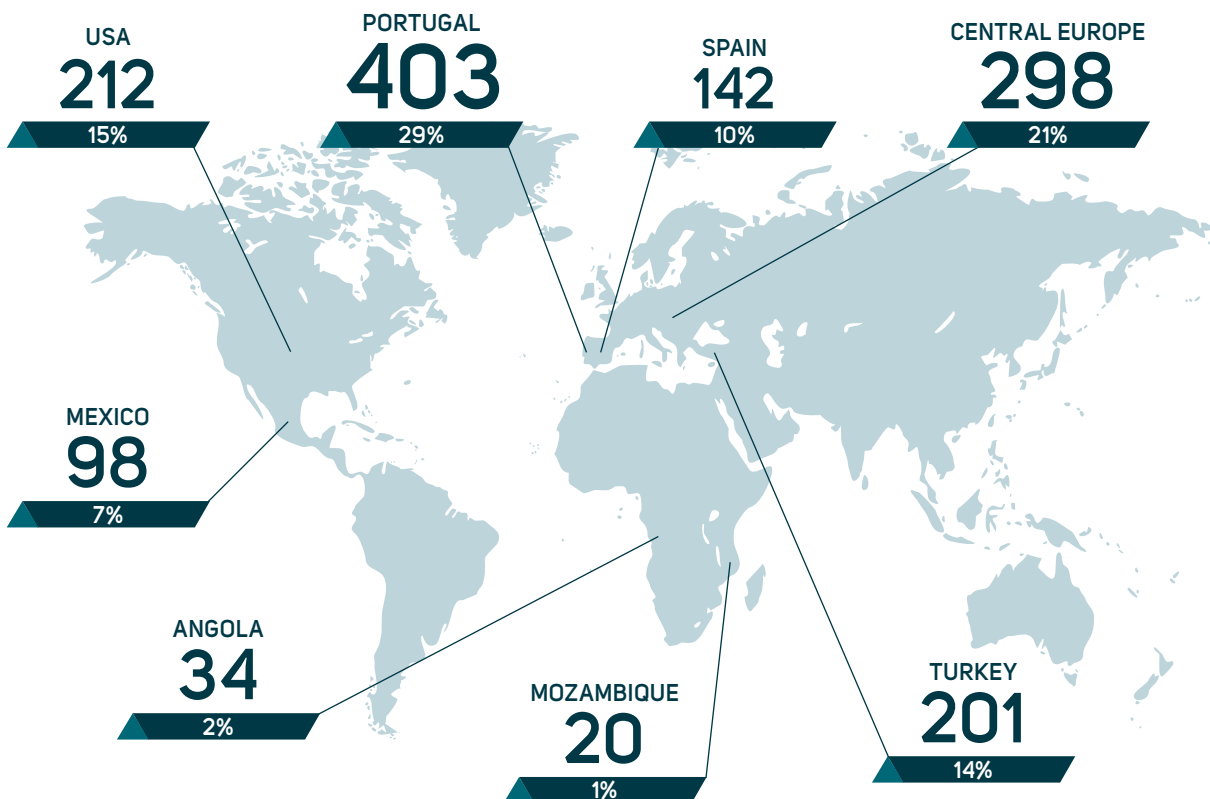 USA
212
15%
PORTUGAL
403
29%
SPAIN
142
10%
CENTRAL EUROPE
298
21%
MEXICO
98
7%
ANGOLA
34
2%
MOZAMBIQUE
20
1%
TURKEY
201
14%